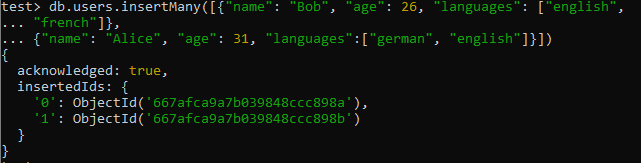 test> db.users.insertMany([{"name": "Bob", "age": 26, "languages": ["english",
... "french"]},
... {"name": "Alice", "age": 31, "languages":["german", "english"]}])
{
  acknowledged: true,
  insertedIds: {
    '0': ObjectId('667afca9a7b039848ccc898a'),
    '1': ObjectId('667afca9a7b039848ccc898b')
  }
}